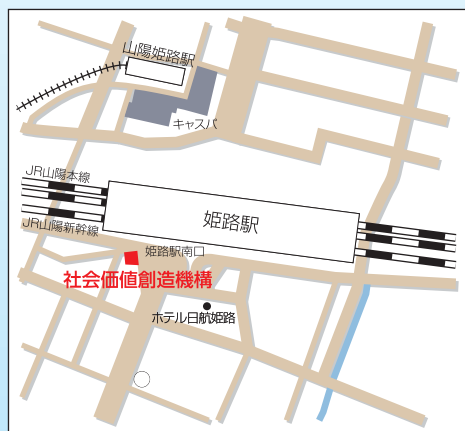 山陽姫路駅
キャスパ
JR山陽本線
姫路駅
JR山陽新幹線
姫路駅南口
社会価値創造機構
ホテル日航姫路